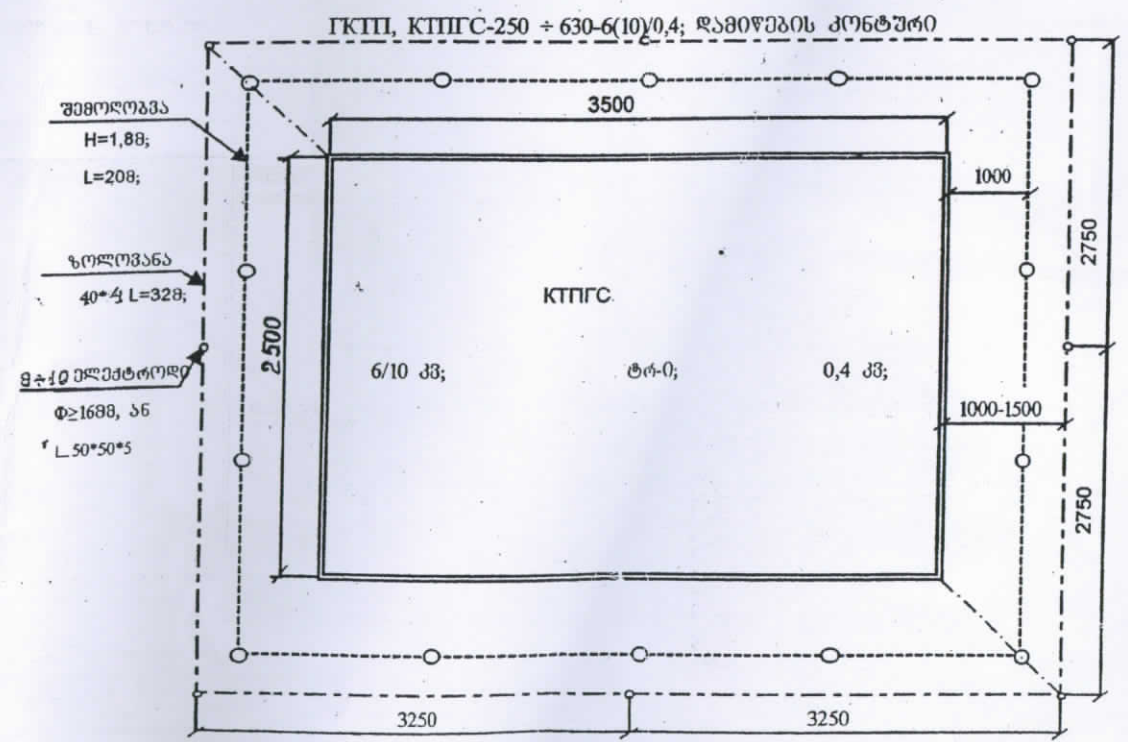 ГКТП, КТПГС-250 ÷ 630-6(10)/0,4; დამიწების კონტური
3500
შემოღობვა
H=1,8მ;
L=20მ;
1000
2750
ზოლოვანა
40*4 L=32მ;
КТПГС
2500
8÷10 ელექტროდი
6/10 კვ;
ტრ-ი;
0,4 კვ;
Ф≥16მმ, ან
∟50*50*5
1000-1500
2750
3250
3250